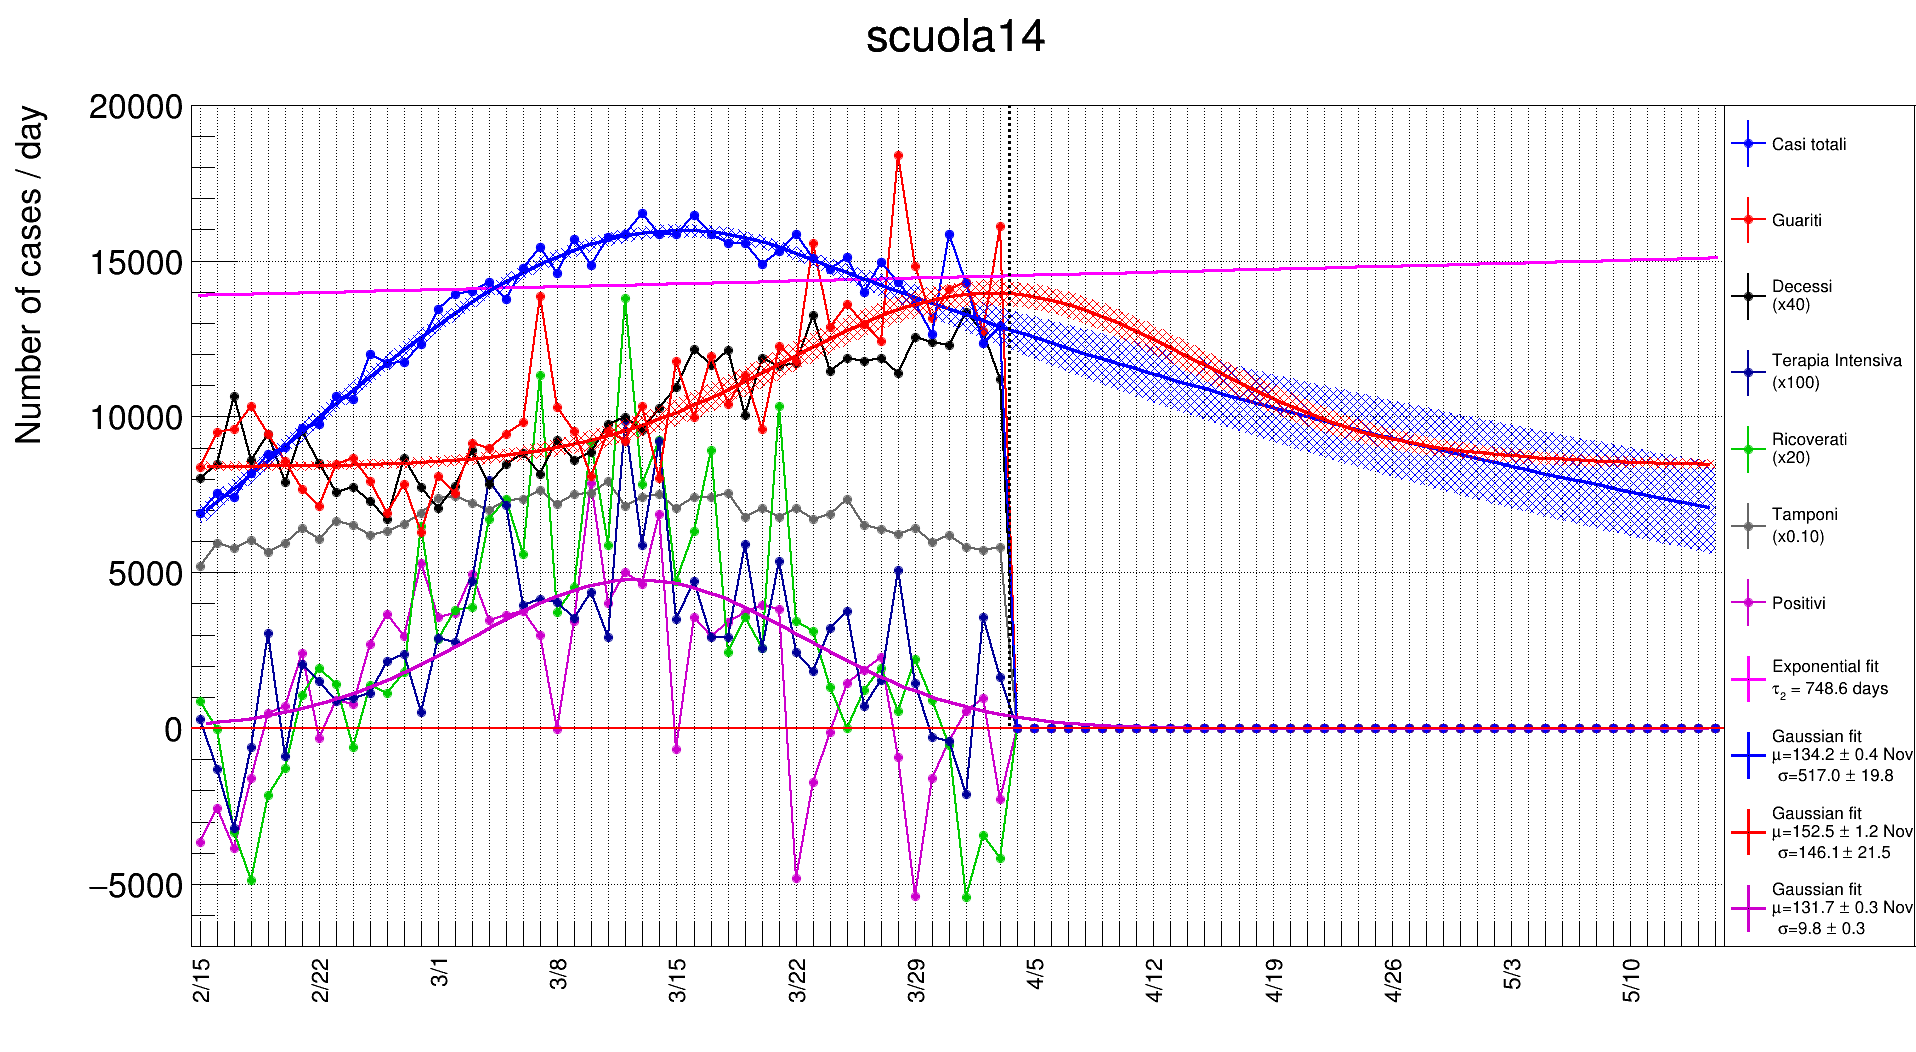 scuola14
Number of cases / day
20000
15000
10000
5000
0
−5000
2/15
2/22
3/1
3/8
3/15
3/22
3/29
4/5
4/12
4/19
4/26
5/3
5/10
Casi totali
Guariti
Decessi
(x40)
Terapia Intensiva
(x100)
Ricoverati
(x20)
Tamponi
(x0.10)
Positivi
Exponential fit
τ2 = 748.6 days
Gaussian fit
μ=134.2 ± 0.4 Nov
σ=517.0 ± 19.8
Gaussian fit
μ=152.5 ± 1.2 Nov
σ=146.1 ± 21.5
Gaussian fit
μ=131.7 ± 0.3 Nov
σ=9.8 ± 0.3